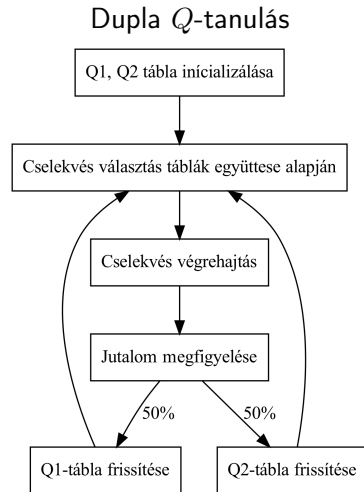 Dupla Q-tanulás
Q1, Q2 tábla inícializálása
Cselekvés választás táblák együttese alapján
Cselekvés végrehajtás
Jutalom megfigyelése
50%
50%
Q1-tábla frissítése
Q2-tábla frissítése